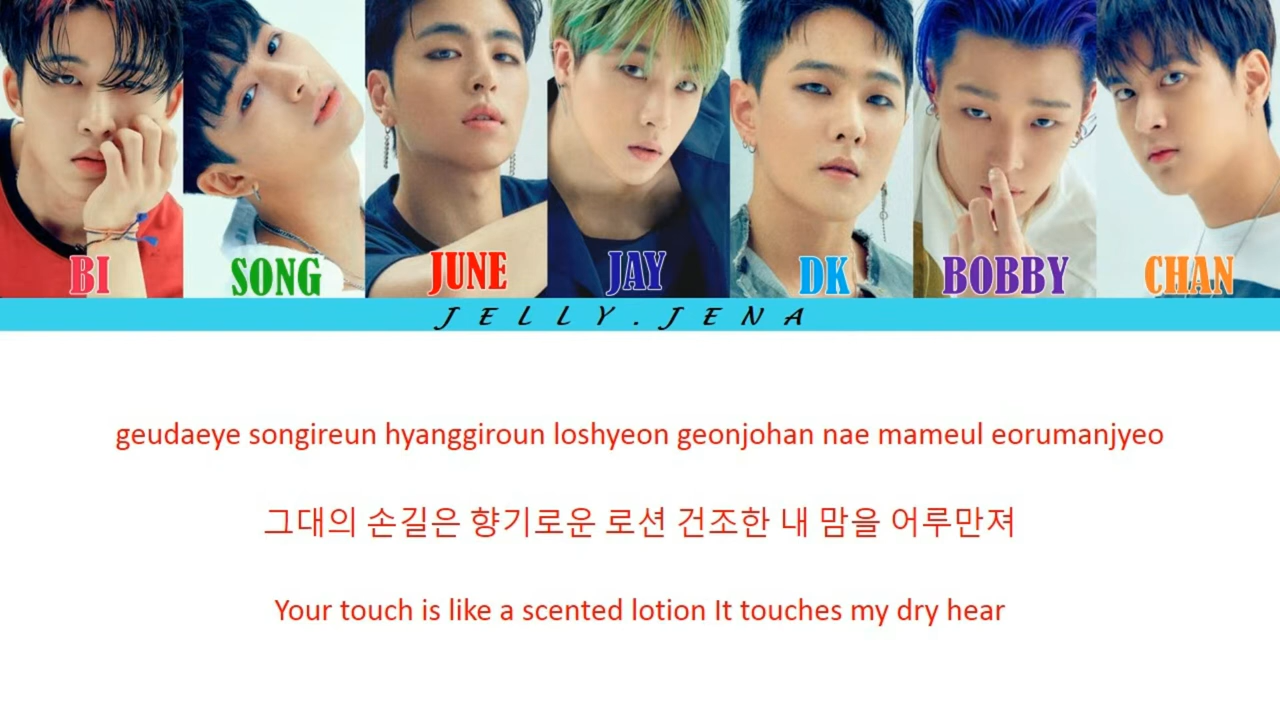 BI SONG JUNE JAY DK BOBBY CHAN
JELLY.JENA
geudaeye songireun hyanggiroun loshyeon geonjohan nae mameul eorumanjyeo
그대의 손길은 향기로운 로션 건조한 내 맘을 어루만져
Your touch is like a scented lotion It touches my dry hear